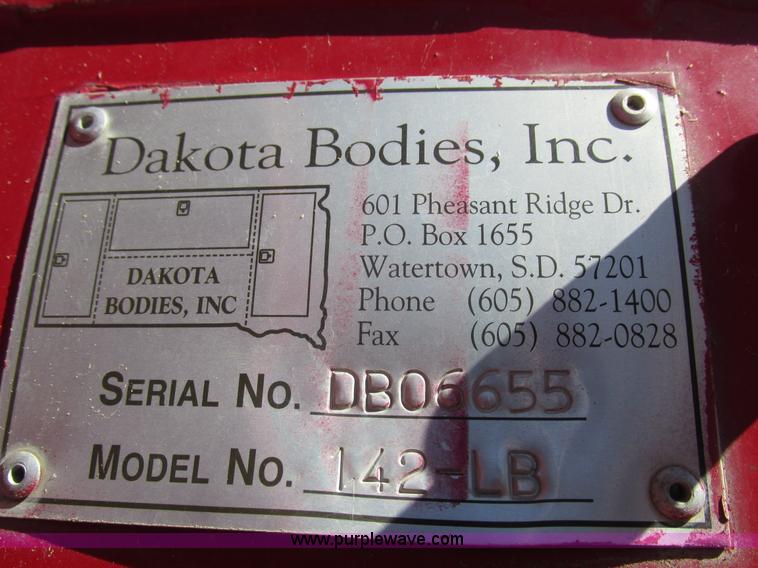 Dakota Bodies, Inc.
DAKOTA
BODIES, INC
601 Pheasant Ridge Dr.
P.O. Box 1655
Watertown, S.D. 57201
Phone (605) 882-1400
Fax (605) 882-0828
SERIAL NO. DB06655
MODEL NO. 142-LB
www.purplewave.com